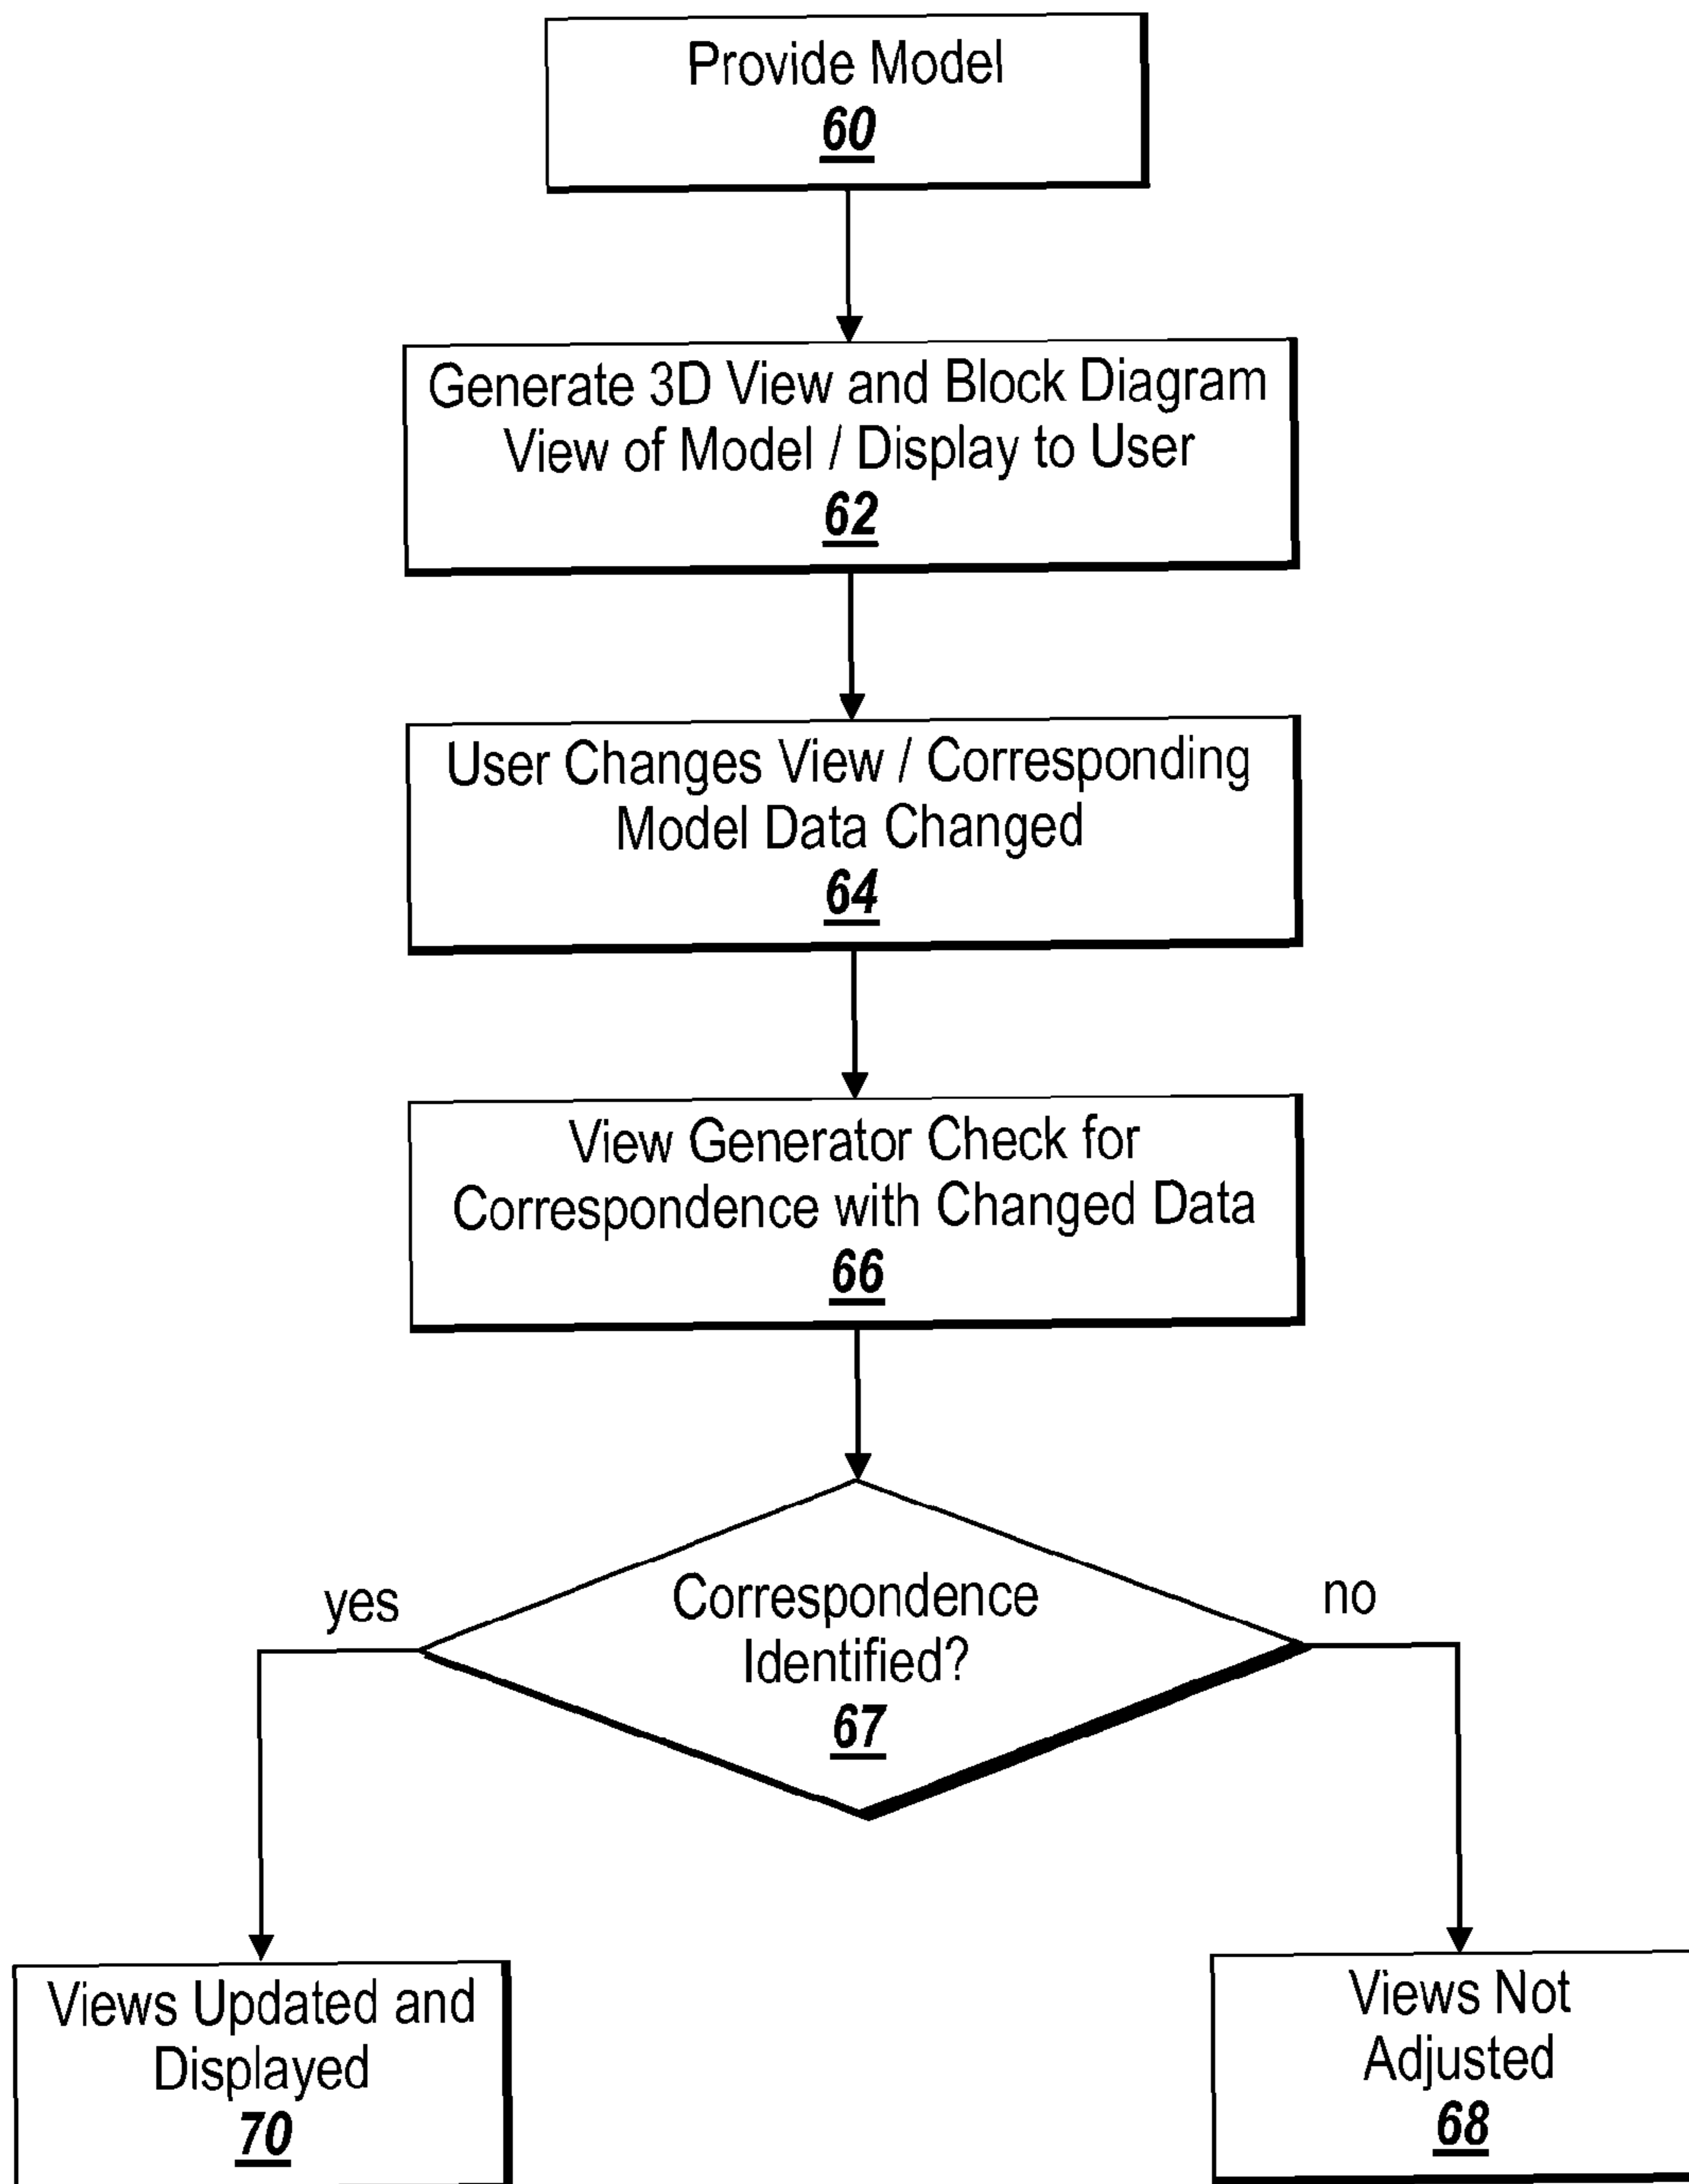 Provide Model
60
Generate 3D View and Block Diagram
View of Model / Display to User
62
User Changes View / Corresponding
Model Data Changed
64
View Generator Check for
Correspondence with Changed Data
66
yes
Correspondence
Identified?
67
no
Views Updated and
Displayed
70
Views Not
Adjusted
68